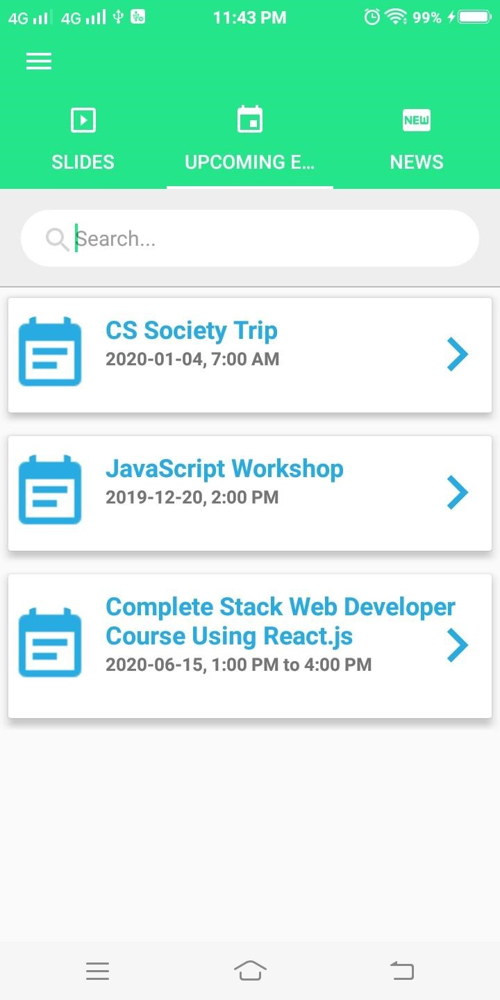 4G 4G 11:43 PM 99%
SLIDES UPCOMING E... NEW NEWS
Search...
CS Society Trip
2020-01-04, 7:00 AM
JavaScript Workshop
2019-12-20, 2:00 PM
Complete Stack Web Developer
Course Using React.js
2020-06-15, 1:00 PM to 4:00 PM